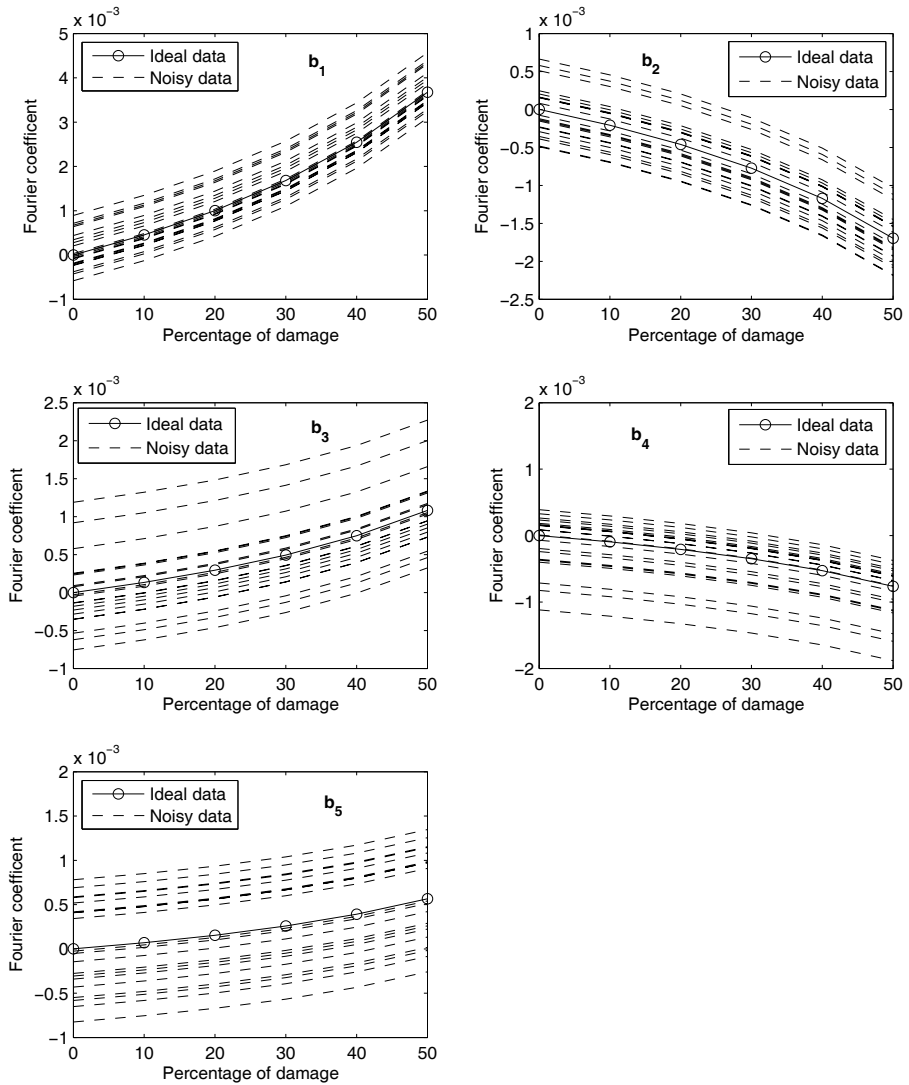 x 10⁻³
5
4
3
2
1
0
−1
0 10 20 30 40 50
Percentage of damage
Fourier coefficent
Ideal data
Noisy data
b₁
x 10⁻³
1
0.5
0
−0.5
−1
−1.5
−2
−2.5
0 10 20 30 40 50
Percentage of damage
Fourier coefficent
b₂
Ideal data
Noisy data
x 10⁻³
2.5
2
1.5
1
0.5
0
−0.5
−1
0 10 20 30 40 50
Percentage of damage
Fourier coefficent
Ideal data
Noisy data
b₃
x 10⁻³
2
1
0
−1
−2
0 10 20 30 40 50
Percentage of damage
Fourier coefficent
b₄
Ideal data
Noisy data
x 10⁻³
2
1.5
1
0.5
0
−0.5
−1
0 10 20 30 40 50
Percentage of damage
Fourier coefficent
Ideal data
Noisy data
b₅